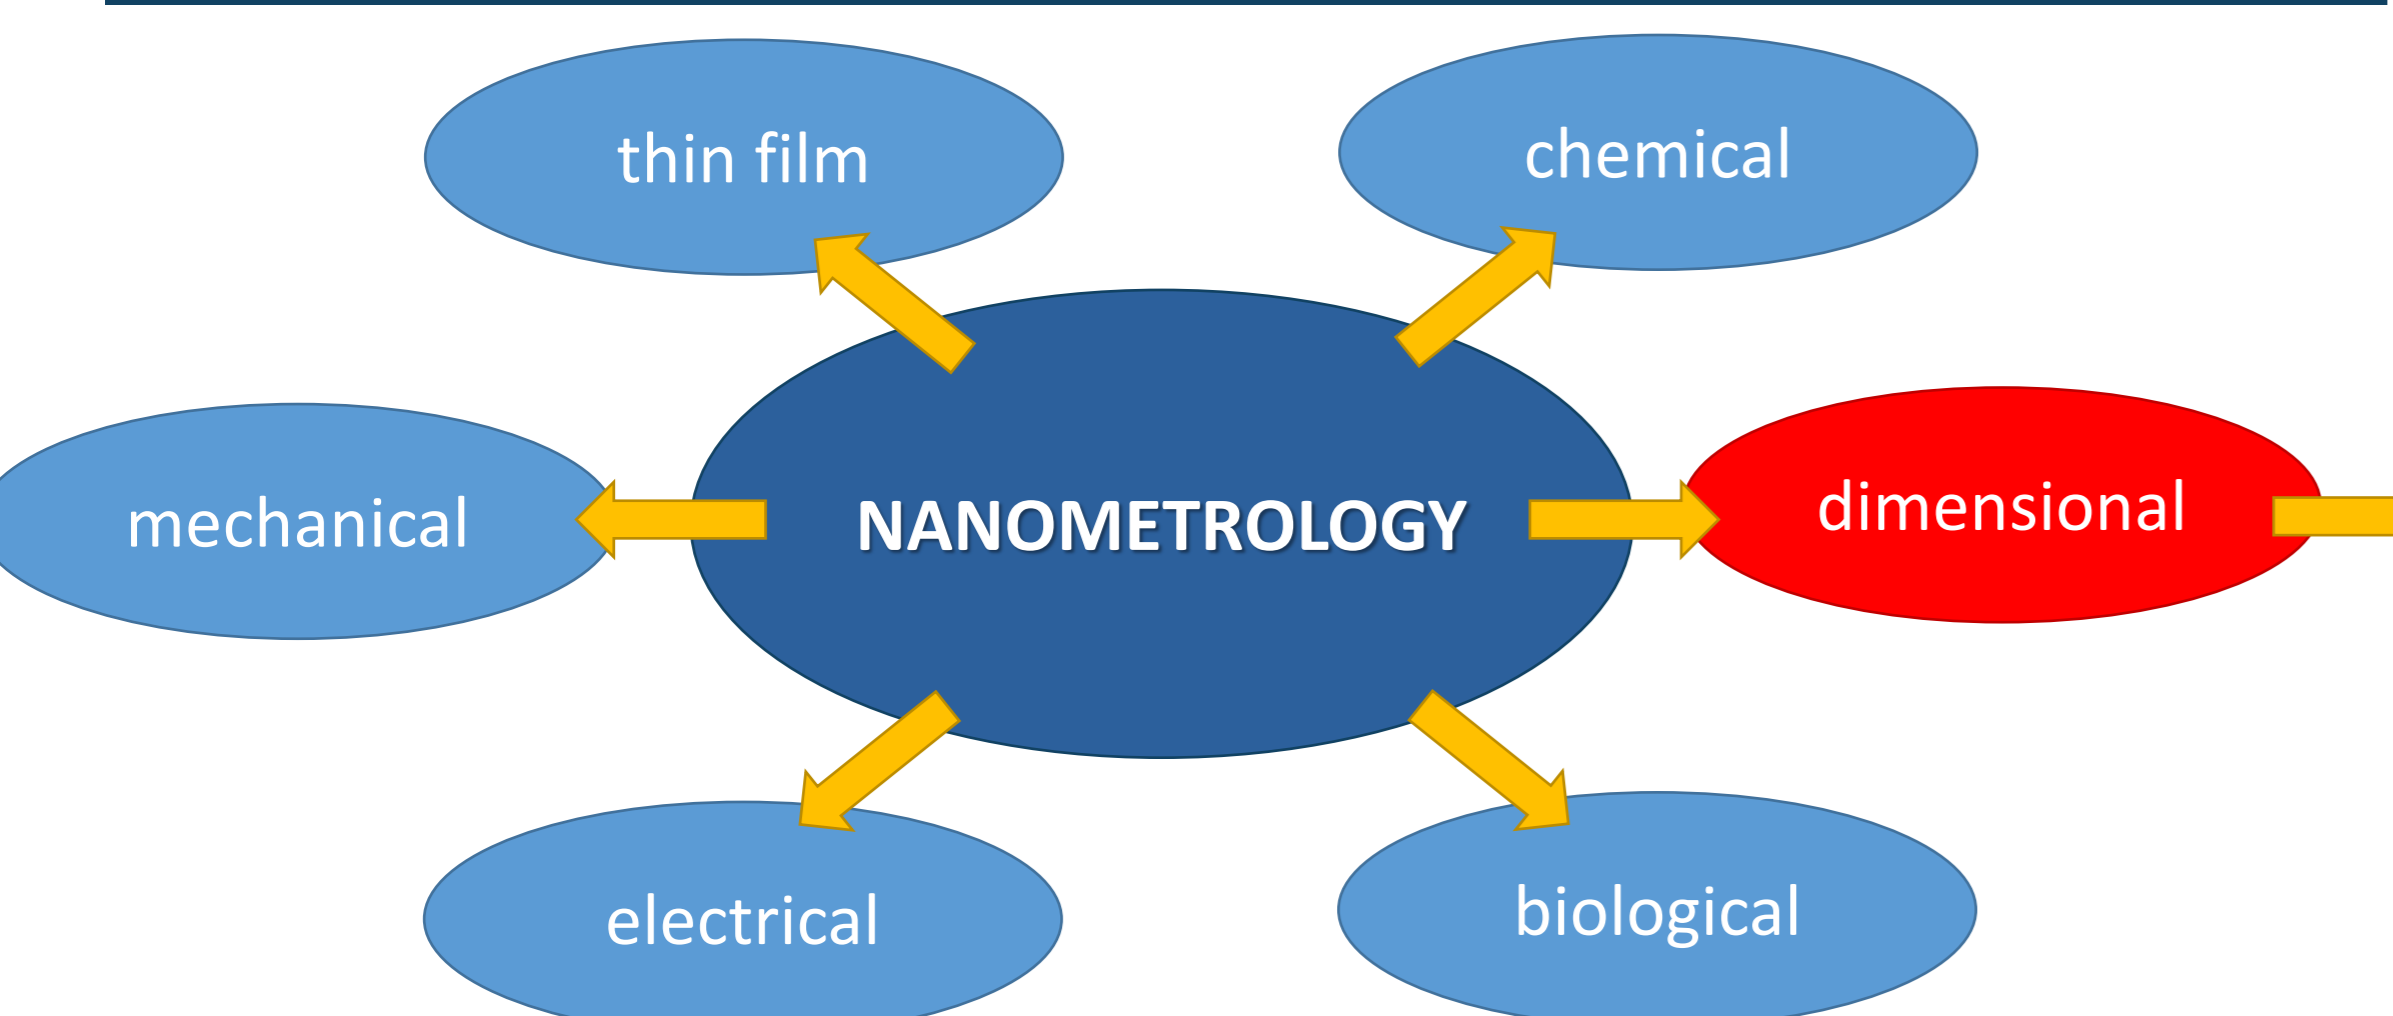 thin film
chemical
mechanical
NANOMETROLOGY
dimensional
electrical
biological